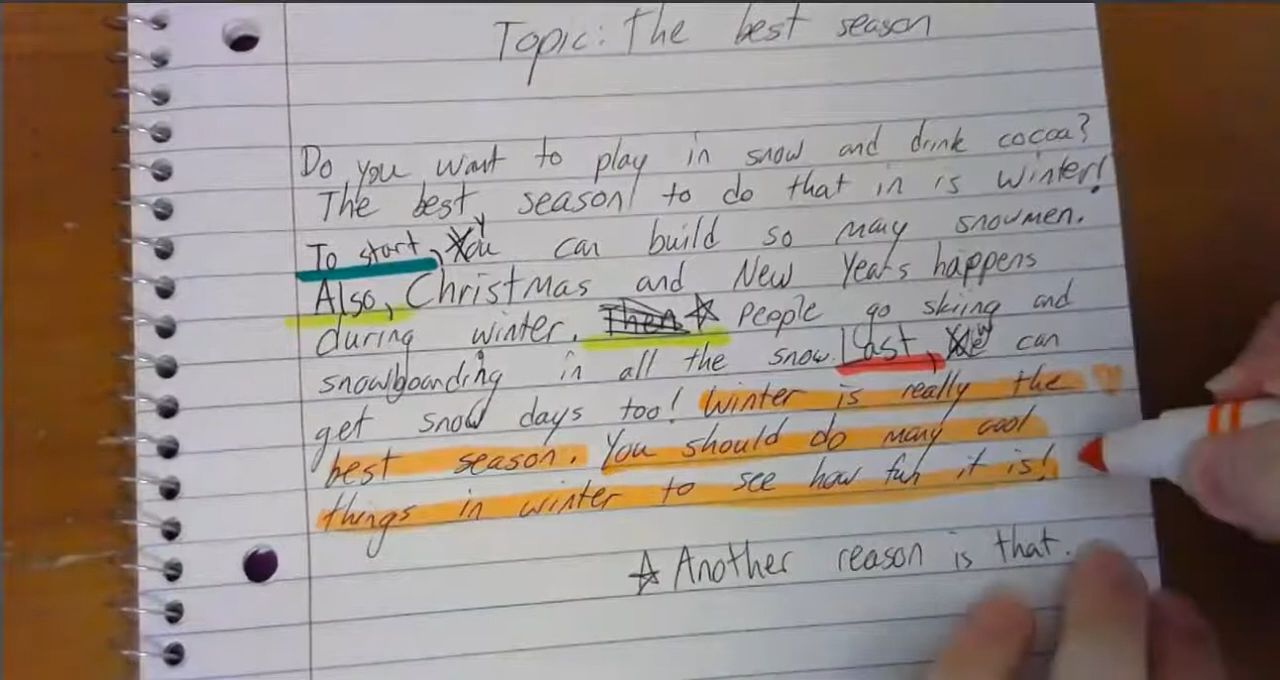 Topic: The best season
Do you want to play in snow and drink cocoa?
The best season to do that in is winter!
To start, you can build so many snowmen.
Also, Christmas and New Years happens
during winter. Then ☆ People go skiing and
snowboarding in all the snow. Last, we can
get snow days too! Winter is really the
best season. You should do many cool
things in winter to see how fun it is!
☆ Another reason is that.